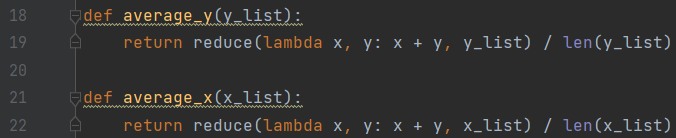 18 def average_y(y_list):
19     return reduce(lambda x, y: x + y, y_list) / len(y_list)
20
21 def average_x(x_list):
22     return reduce(lambda x, y: x + y, x_list) / len(x_list)